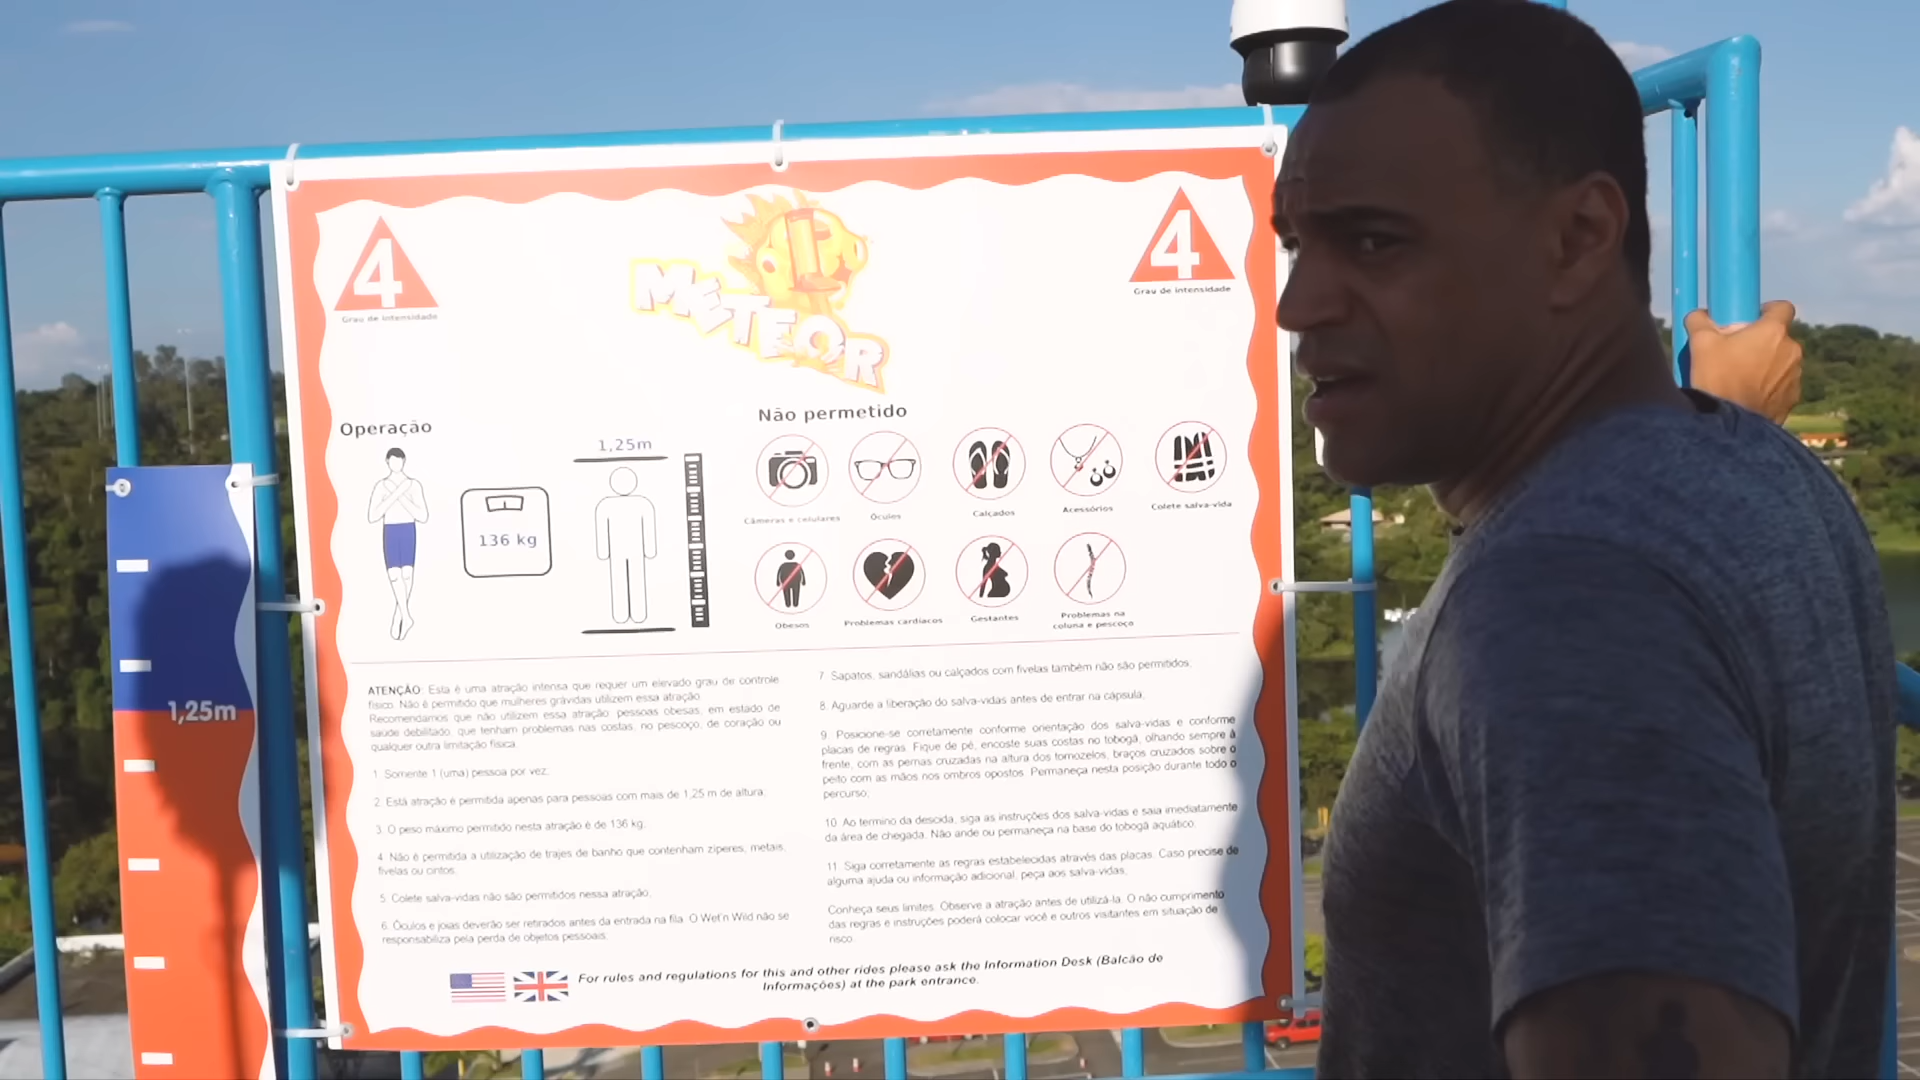 4
Grau de intensidade
METEOR
4
Grau de intensidade
Operação
136 kg
1,25m
Não permetido
Câmeras e celulares
Óculos
Calçados
Acessórios
Colete salva-vida
Obesos
Problemas cardíacos
Gestantes
Problemas na
coluna e pescoço
1,25m
ATENÇÃO: Esta é uma atração intensa que requer um elevado grau de controle
físico. Não é permitido que mulheres grávidas utilizem essa atração.
Recomendamos que não utilizem essa atração: pessoas obesas, em estado de
saúde debilitado, que tenham problemas nas costas, no pescoço, de coração ou
qualquer outra limitação física.
1. Somente 1 (uma) pessoa por vez;
2. Está atração é permitida apenas para pessoas com mais de 1,25 m de altura;
3. O peso máximo permitido nesta atração é de 136 kg;
4. Não é permitida a utilização de trajes de banho que contenham zíperes, metais,
fivelas ou cintos;
5. Colete salva-vidas não são permitidos nessa atração;
6. Óculos e joias deverão ser retirados antes da entrada na fila. O Wet'n Wild não se
responsabiliza pela perda de objetos pessoais;
7. Sapatos, sandálias ou calçados com fivelas também não são permitidos;
8. Aguarde a liberação do salva-vidas antes de entrar na cápsula;
9. Posicione-se corretamente conforme orientação dos salva-vidas e conforme
placas de regras. Fique de pé, encoste suas costas no tobogã, olhando sempre à
frente, com as pernas cruzadas na altura dos tornozelos, braços cruzados sobre o
peito com as mãos nos ombros opostos. Permaneça nesta posição durante todo o
percurso;
10. Ao termino da descida, siga as instruções dos salva-vidas e saia imediatamente
da área de chegada. Não ande ou permaneça na base do tobogã aquático;
11. Siga corretamente as regras estabelecidas através das placas. Caso precise de
alguma ajuda ou informação adicional, peça aos salva-vidas;
Conheça seus limites. Observe a atração antes de utilizá-la. O não cumprimento
das regras e instruções poderá colocar você e outros visitantes em situação de
risco.
For rules and regulations for this and other rides please ask the Information Desk (Balcão de
Informações) at the park entrance.